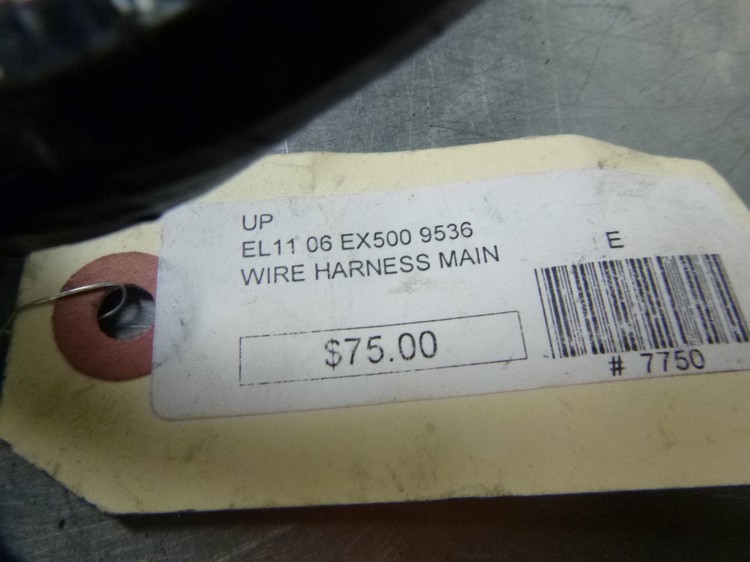 UP
EL11 06 EX500 9536
WIRE HARNESS MAIN
$75.00
E
# 7750